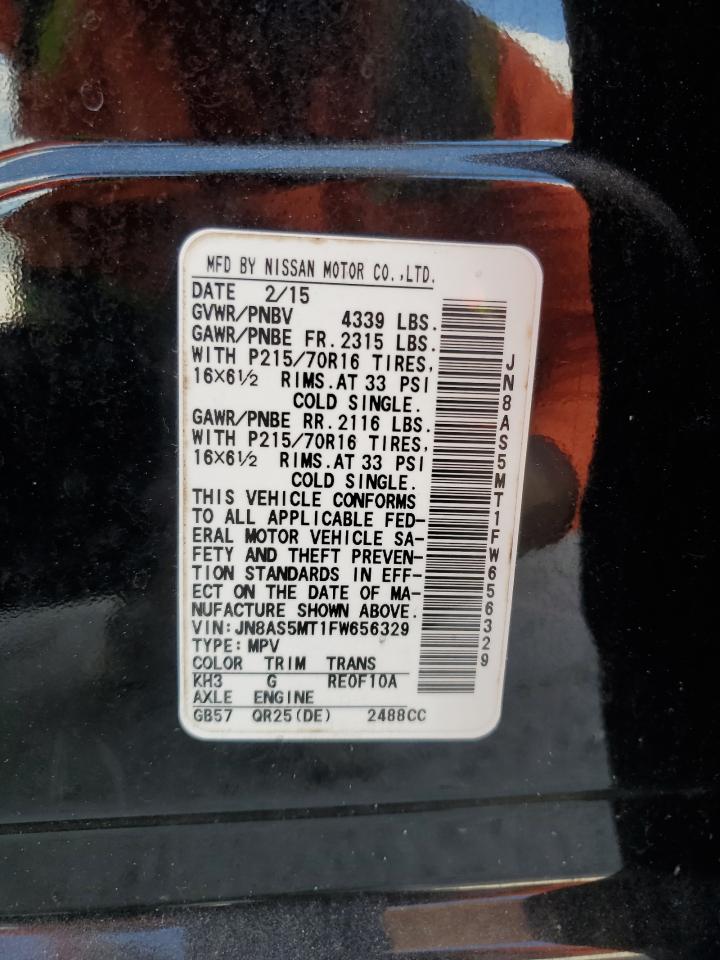 MFD BY NISSAN MOTOR CO.,LTD.
DATE 2/15
GVWR/PNBV 4339 LBS.
GAWR/PNBE FR.2315 LBS.
WITH P215/70R16 TIRES,
16×6½ RIMS.AT 33 PSI
COLD SINGLE.
GAWR/PNBE RR.2116 LBS.
WITH P215/70R16 TIRES,
16×6½ RIMS.AT 33 PSI
COLD SINGLE.
THIS VEHICLE CONFORMS
TO ALL APPLICABLE FED-
ERAL MOTOR VEHICLE SA-
FETY AND THEFT PREVEN-
TION STANDARDS IN EFF-
ECT ON THE DATE OF MA-
NUFACTURE SHOWN ABOVE.
VIN:JN8AS5MT1FW656329
TYPE:MPV
COLOR TRIM TRANS
KH3 G RE0F10A
AXLE ENGINE
GB57 QR25(DE) 2488CC
JN8AS5MT1FW656329